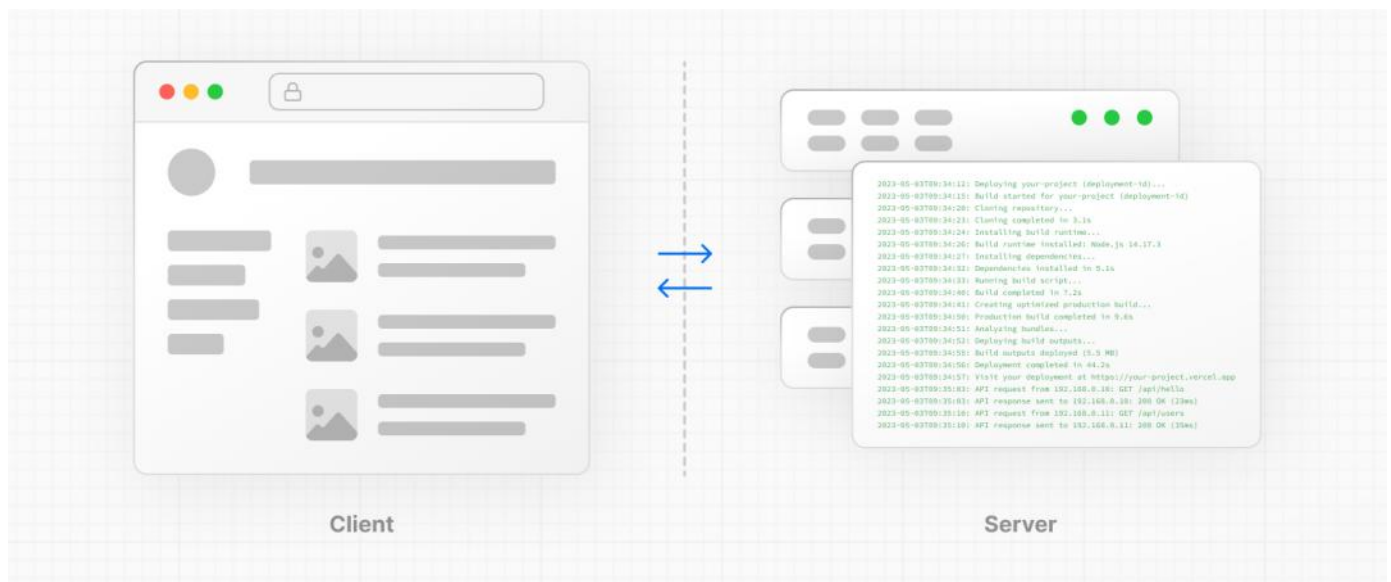 2023-05-03T09:34:12: Deploying your-project (deployment-id)...
2023-05-03T09:34:15: Build started for your-project (deployment-id)
2023-05-03T09:34:20: Cloning repository...
2023-05-03T09:34:23: Cloning completed in 3.1s
2023-05-03T09:34:24: Installing build runtime...
2023-05-03T09:34:26: Build runtime installed: Node.js 14.17.3
2023-05-03T09:34:27: Installing dependencies...
2023-05-03T09:34:32: Dependencies installed in 5.1s
2023-05-03T09:34:33: Running build script...
2023-05-03T09:34:40: Build completed in 7.2s
2023-05-03T09:34:41: Creating optimized production build...
2023-05-03T09:34:50: Production build completed in 9.6s
2023-05-03T09:34:51: Analyzing bundles...
2023-05-03T09:34:52: Deploying build outputs...
2023-05-03T09:34:55: Build outputs deployed (5.5 MB)
2023-05-03T09:34:56: Deployment completed in 44.2s
2023-05-03T09:34:57: Visit your deployment at https://your-project.vercel.app
2023-05-03T09:35:03: API request from 192.168.0.10: GET /api/hello
2023-05-03T09:35:03: API response sent to 192.168.0.10: 200 OK (23ms)
2023-05-03T09:35:10: API request from 192.168.0.11: GET /api/users
2023-05-03T09:35:10: API response sent to 192.168.0.11: 200 OK (35ms)
Client
Server